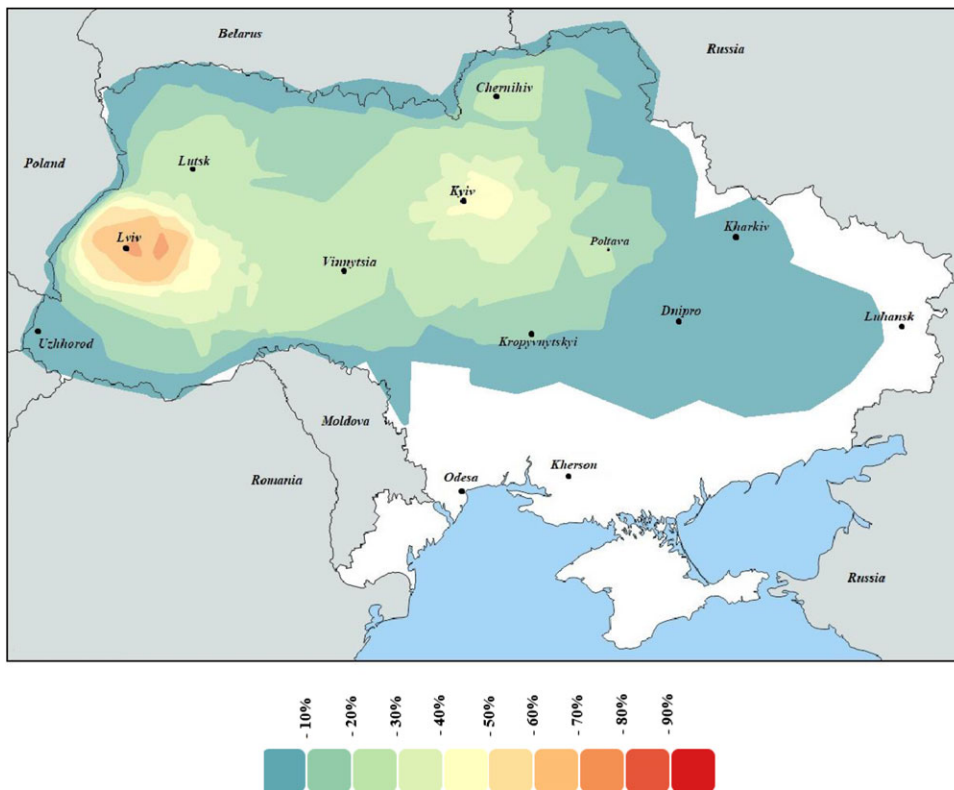 Belarus
Russia
Chernihiv
Poland
Lutsk
Kyiv
Lviv
Kharkiv
Poltava
Vinnytsia
Dnipro
Luhansk
Uzhhorod
Kropyvnytskyi
Moldova
Romania
Odesa
Kherson
Russia
- 10%
- 20%
- 30%
- 40%
- 50%
- 60%
- 70%
- 80%
- 90%